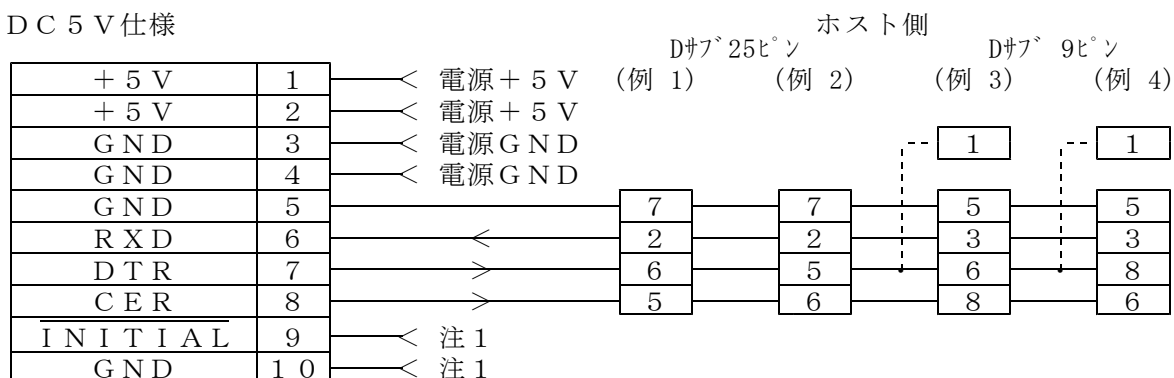 DC5V仕様 ホスト側
Dｻﾌﾞ25ﾋﾟﾝ Dｻﾌﾞ 9ﾋﾟﾝ
+5V 1 電源+5V (例 1) (例 2) (例 3) (例 4)
+5V 2 電源+5V
GND 3 電源GND 1 1
GND 4 電源GND
GND 5 7 7 5 5
RXD 6 2 2 3 3
DTR 7 6 5 6 8
CER 8 5 6 8 6
INITIAL 9 注1
GND 10 注1